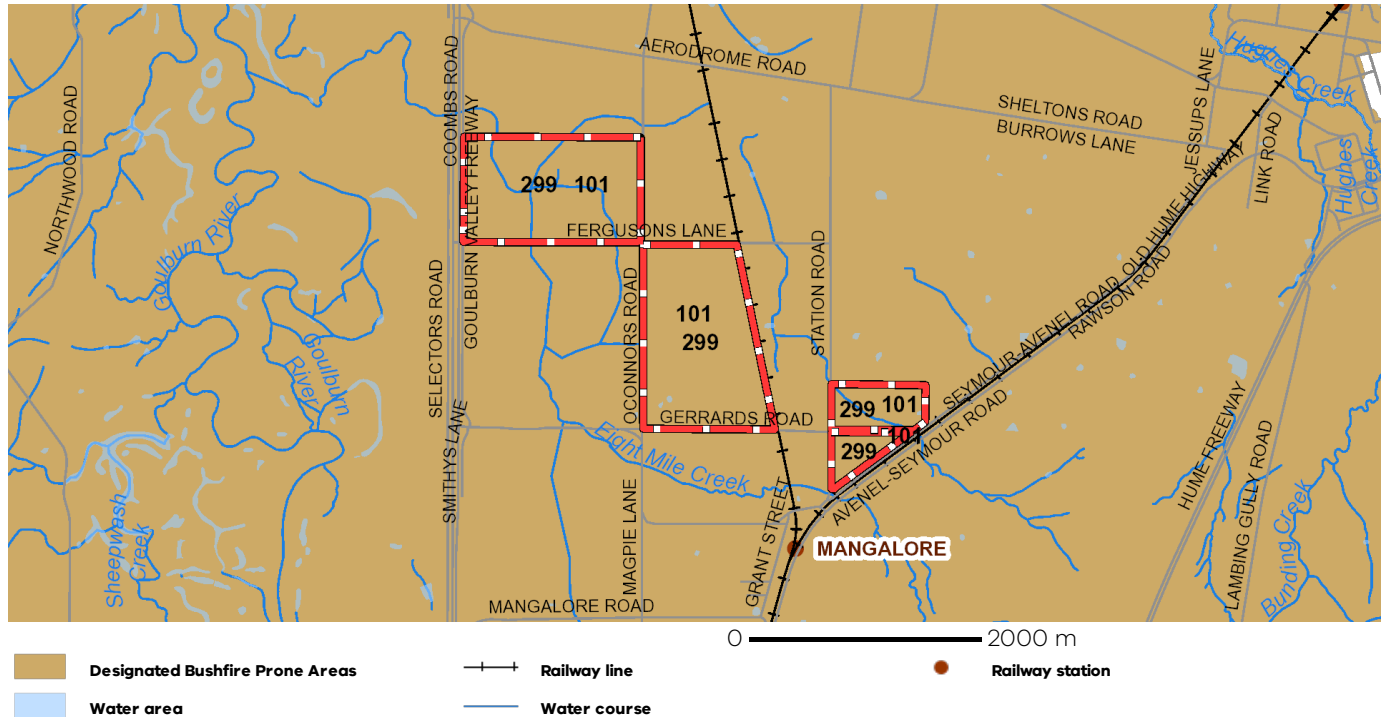 AERODROME ROAD
Hughes Creek
COOMBS ROAD
JESSUPS LANE
NORTHWOOD ROAD
SHELTONS ROAD
BURROWS LANE
LINK ROAD
Hughes
Creek
VALLEY FREEWAY
GOULBURN
299 101
Goulburn River
FERGUSONS LANE
STATION ROAD
SEYMOUR-AVENEL ROAD OLD HUME HIGHWAY
RAWSON ROAD
SELECTORS ROAD
OCONNORS ROAD
101
299
Goulburn
River
299 101
GERRARDS ROAD
101
299
HUME FREEWAY
LAMBING GULLY ROAD
SMITHYS LANE
Eight Mile Creek
AVENEL-SEYMOUR ROAD
GRANT STREET
MAGPIE LANE
Sheepwash
Creek
Bunding Creek
MANGALORE
MANGALORE ROAD
0 2000 m
Designated Bushfire Prone Areas
Railway line
Railway station
Water area
Water course